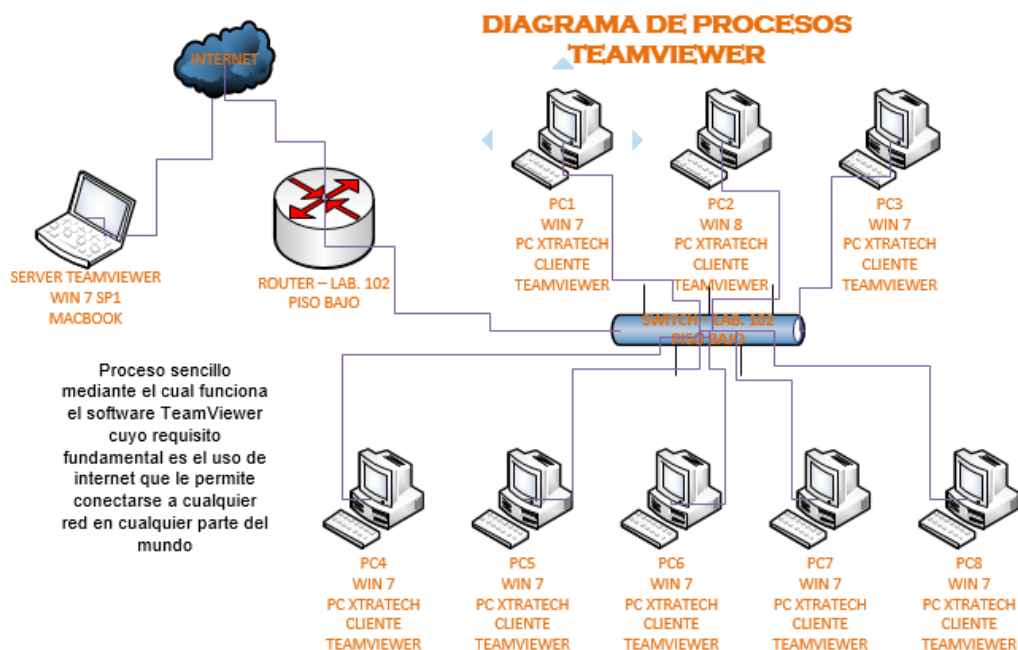 DIAGRAMA DE PROCESOS
TEAMVIEWER
INTERNET
SERVER TEAMVIEWER
WIN 7 SP1
MACBOOK
ROUTER – LAB. 102
PISO BAJO
PC1
WIN 7
PC XTRATECH
CLIENTE
TEAMVIEWER
PC2
WIN 8
PC XTRATECH
CLIENTE
TEAMVIEWER
PC3
WIN 7
PC XTRATECH
CLIENTE
TEAMVIEWER
SWITCH – LAB. 102
PISO BAJO
Proceso sencillo
mediante el cual funciona
el software TeamViewer
cuyo requisito
fundamental es el uso de
internet que le permite
conectarse a cualquier
red en cualquier parte del
mundo
PC4
WIN 7
PC XTRATECH
CLIENTE
TEAMVIEWER
PC5
WIN 7
PC XTRATECH
CLIENTE
TEAMVIEWER
PC6
WIN 7
PC XTRATECH
CLIENTE
TEAMVIEWER
PC7
WIN 7
PC XTRATECH
CLIENTE
TEAMVIEWER
PC8
WIN 7
PC XTRATECH
CLIENTE
TEAMVIEWER